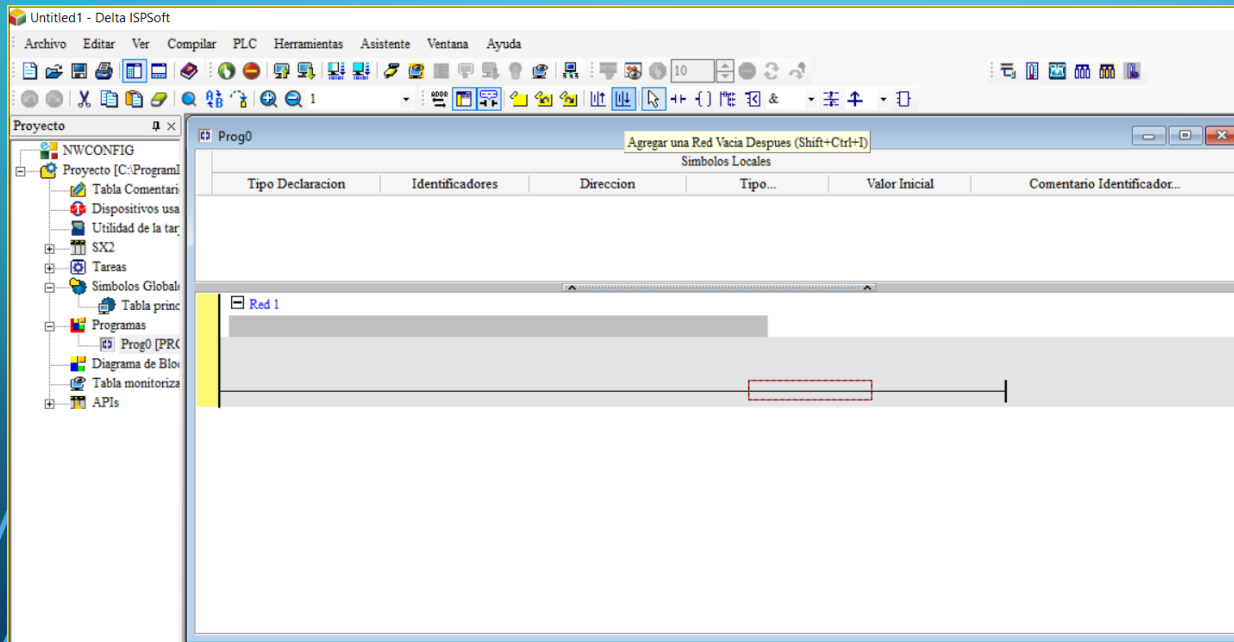 Untitled1 - Delta ISPSoft
Archivo Editar Ver Compilar PLC Herramientas Asistente Ventana Ayuda
10
1
&
Proyecto
NWCONFIG
Proyecto [C:\Program
Tabla Comentari
Dispositivos usa
Utilidad de la tar
SX2
Tareas
Simbolos Global
Tabla princ
Programas
Prog0 [PR
Diagrama de Blo
Tabla monitoriza
APIs
Prog0
Agregar una Red Vacia Despues (Shift+Ctrl+I)
Simbolos Locales
Tipo Declaracion Identificadores Direccion Tipo... Valor Inicial Comentario Identificador...
Red 1